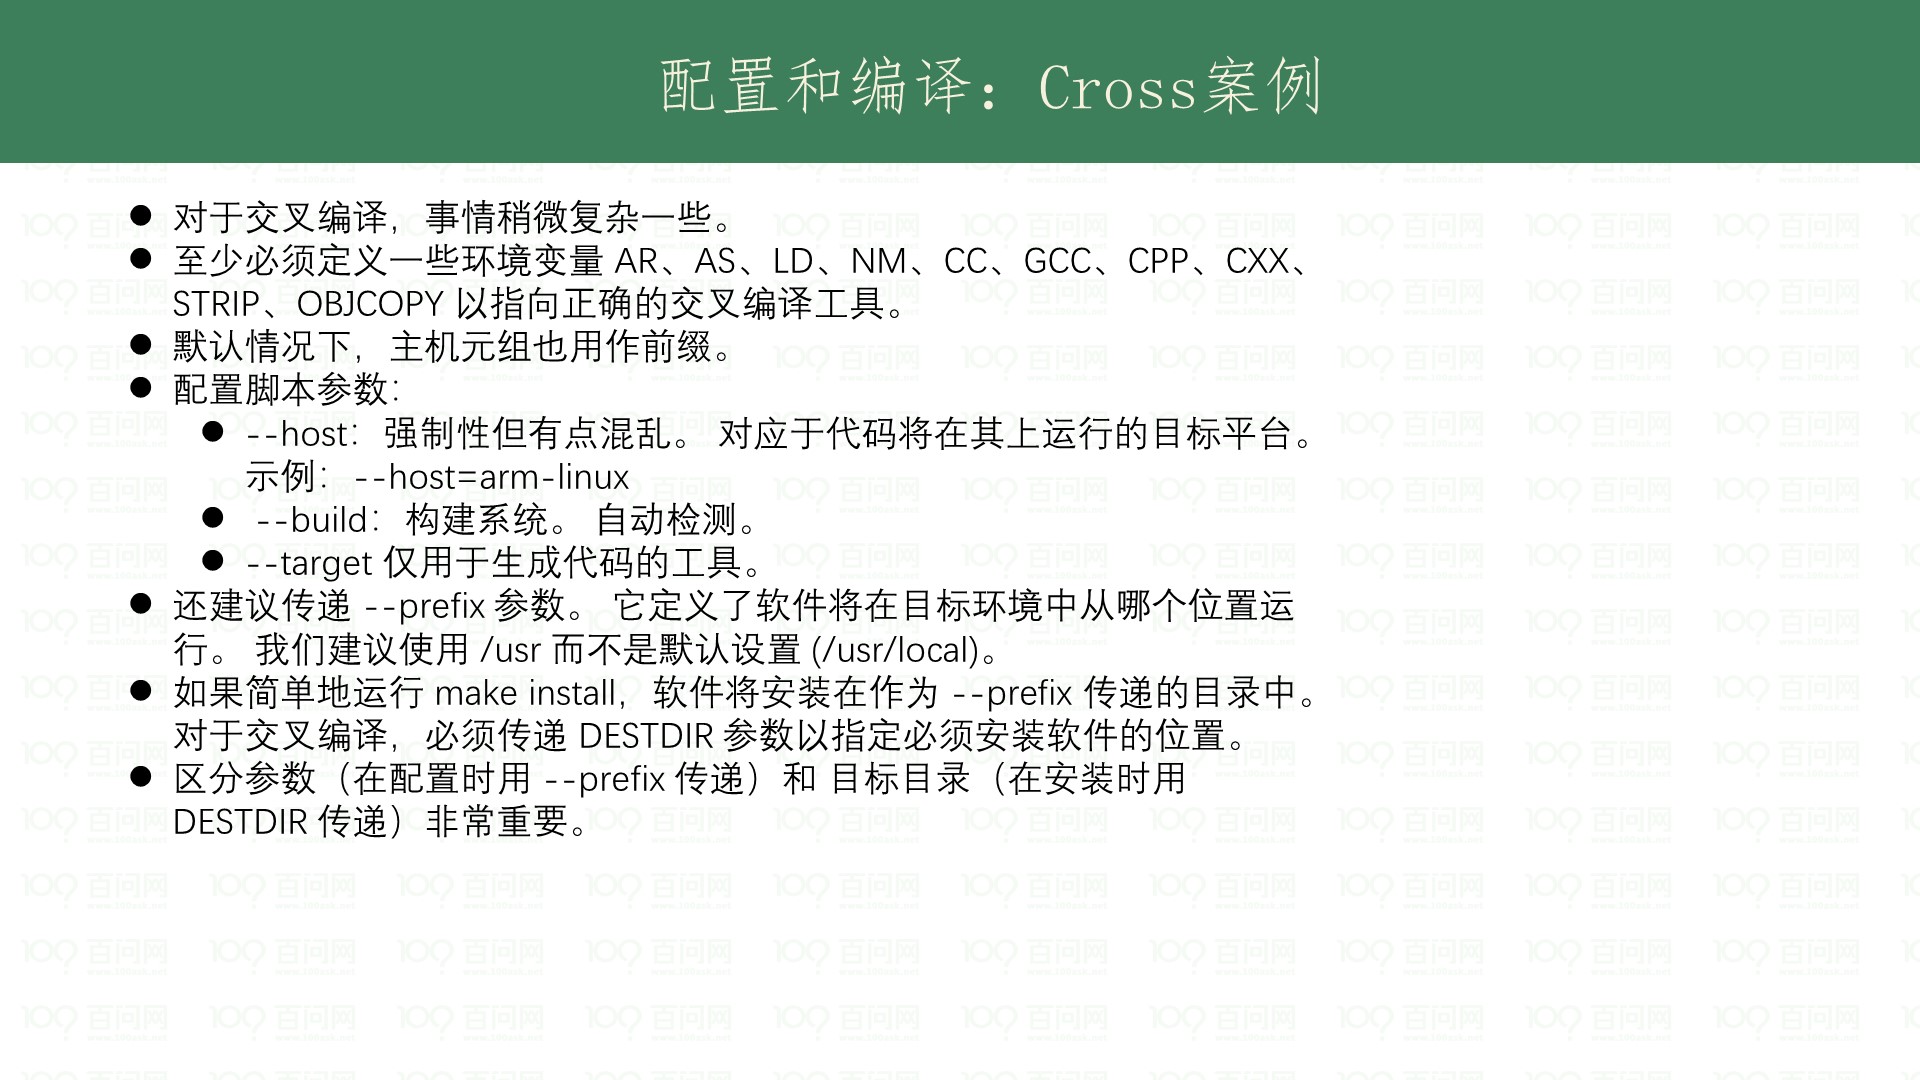 配置和编译：Cross案例
● 对于交叉编译，事情稍微复杂一些。
● 至少必须定义一些环境变量 AR、AS、LD、NM、CC、GCC、CPP、CXX、
STRIP、OBJCOPY 以指向正确的交叉编译工具。
● 默认情况下，主机元组也用作前缀。
● 配置脚本参数：
● --host：强制性但有点混乱。 对应于代码将在其上运行的目标平台。
示例：--host=arm-linux
● --build：构建系统。 自动检测。
● --target 仅用于生成代码的工具。
● 还建议传递 --prefix 参数。 它定义了软件将在目标环境中从哪个位置运
行。 我们建议使用 /usr 而不是默认设置 (/usr/local)。
● 如果简单地运行 make install，软件将安装在作为 --prefix 传递的目录中。
对于交叉编译，必须传递 DESTDIR 参数以指定必须安装软件的位置。
● 区分参数（在配置时用 --prefix 传递）和 目标目录（在安装时用
DESTDIR 传递）非常重要。